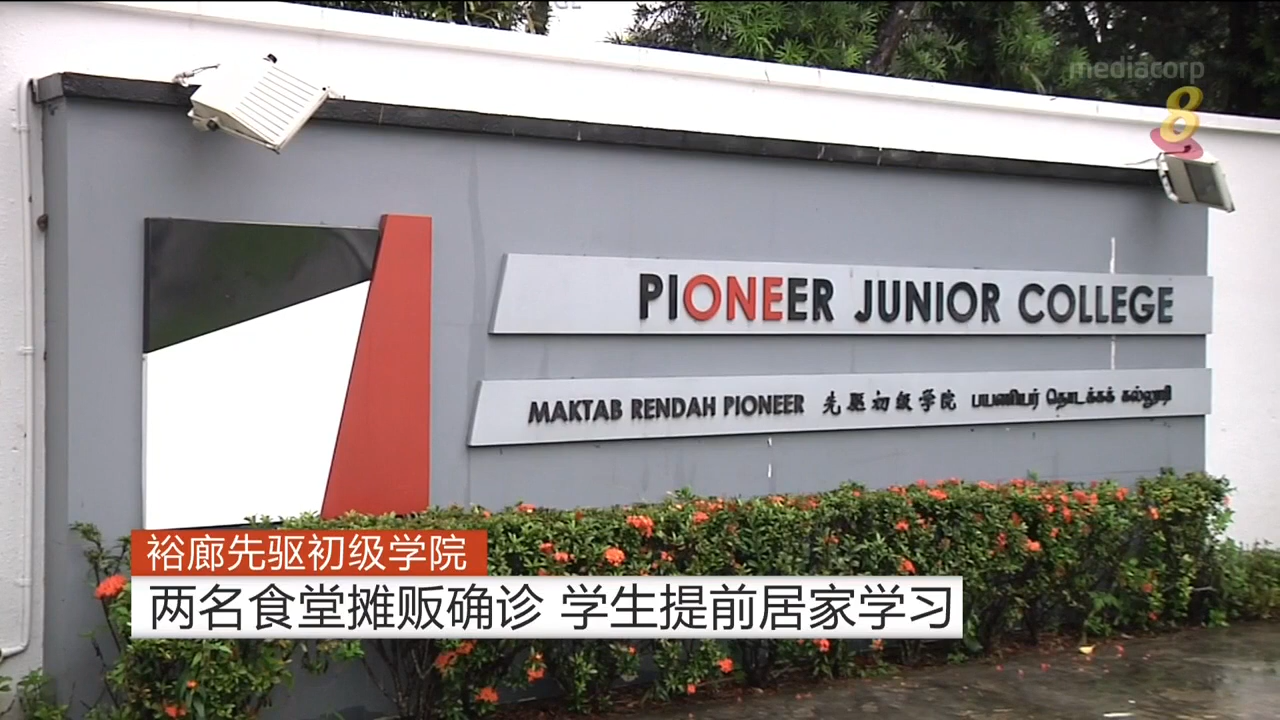 mediacorp
8
PIONEER JUNIOR COLLEGE
MAKTAB RENDAH PIONEER 先驱初级学院 பயனியர் தொடக்கக் கல்லூரி
裕廊先驱初级学院
两名食堂摊贩确诊 学生提前居家学习